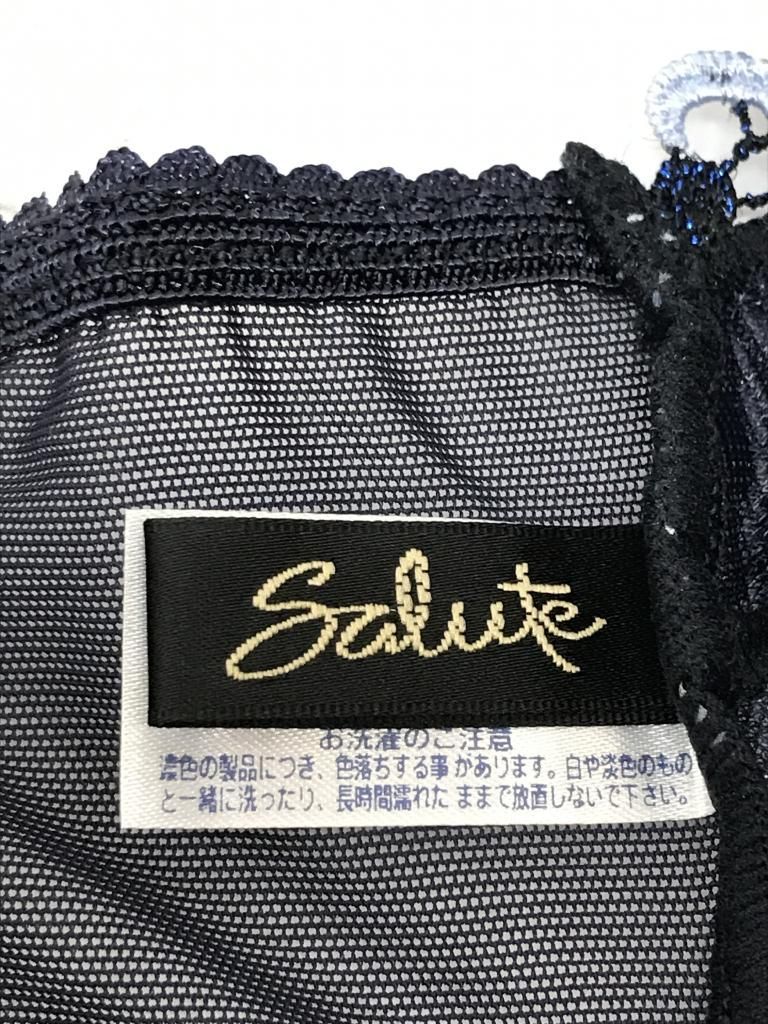 Salute
お洗濯のご注意
濃色の製品につき、色落ちする事があります。白や淡色のもの
と一緒に洗ったり、長時間濡れたままで放置しないで下さい。